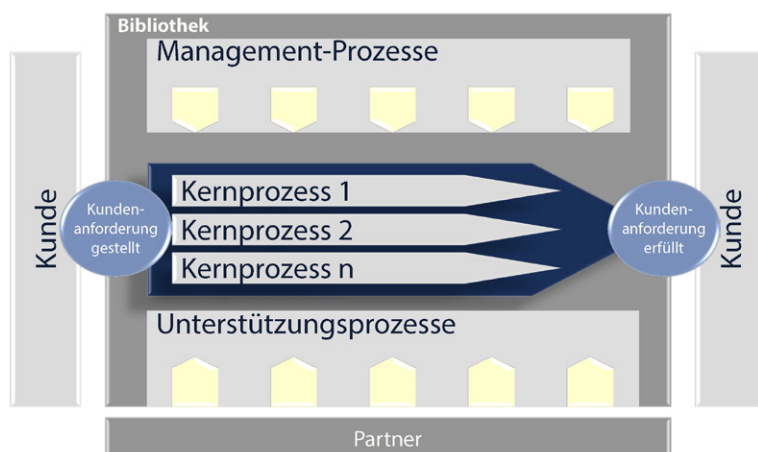 Bibliothek
Management-Prozesse
Kunde
Kunden-
anforderung
gestellt
Kernprozess 1
Kernprozess 2
Kernprozess n
Kunden-
anforderung
erfüllt
Kunde
Unterstützungsprozesse
Partner